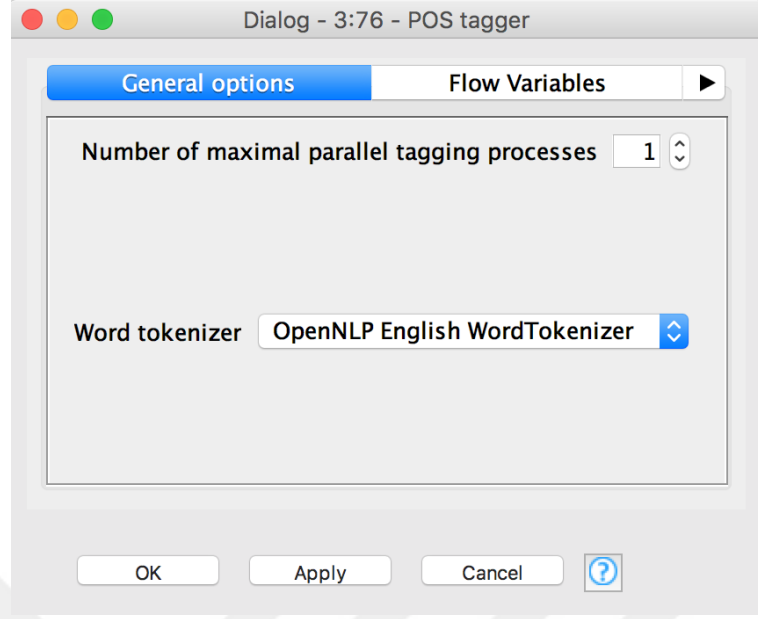 Dialog - 3:76 - POS tagger
General options Flow Variables
Number of maximal parallel tagging processes 1
Word tokenizer OpenNLP English WordTokenizer
OK Apply Cancel ?